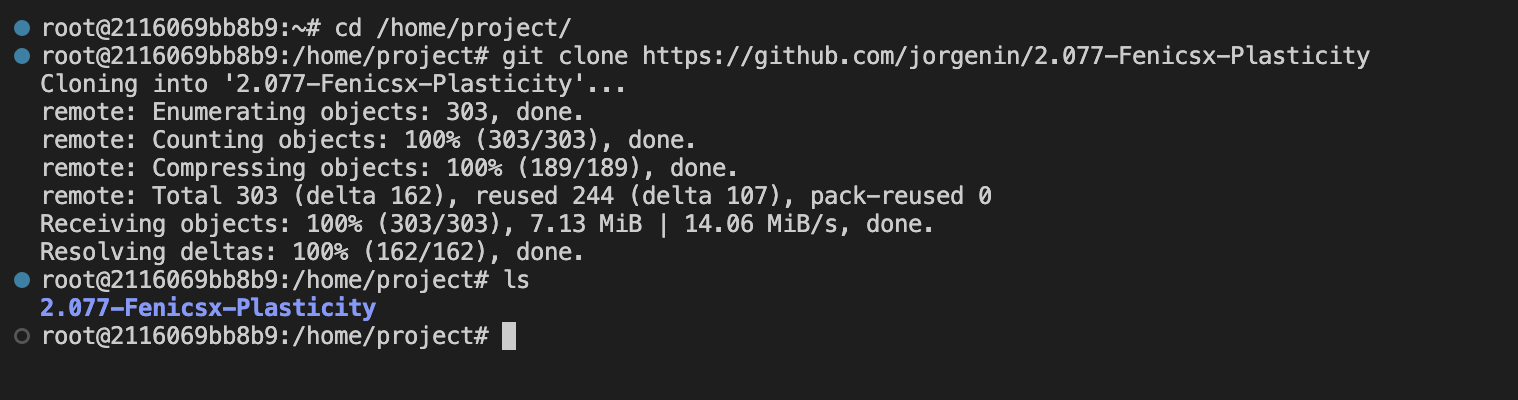 root@2116069bb8b9:~# cd /home/project/
root@2116069bb8b9:/home/project# git clone https://github.com/jorgenin/2.077-Fenicsx-Plasticity
Cloning into '2.077-Fenicsx-Plasticity'...
remote: Enumerating objects: 303, done.
remote: Counting objects: 100% (303/303), done.
remote: Compressing objects: 100% (189/189), done.
remote: Total 303 (delta 162), reused 244 (delta 107), pack-reused 0
Receiving objects: 100% (303/303), 7.13 MiB | 14.06 MiB/s, done.
Resolving deltas: 100% (162/162), done.
root@2116069bb8b9:/home/project# ls
2.077-Fenicsx-Plasticity
root@2116069bb8b9:/home/project#